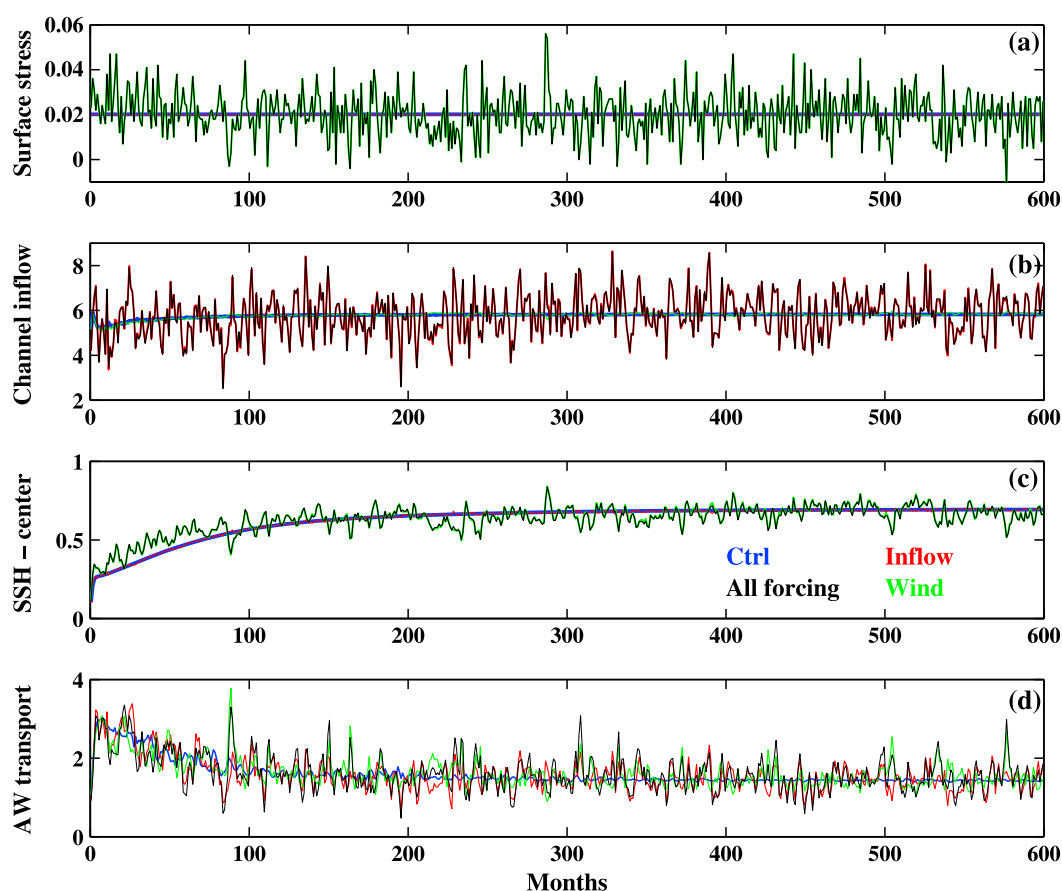 0.06
0.04
0.02
0
Surface stress
(a)
0 100 200 300 400 500 600
8
6
4
2
Channel inflow
(b)
0 100 200 300 400 500 600
1
0.5
0
SSH – center
(c)
Ctrl Inflow
All forcing Wind
0 100 200 300 400 500 600
4
2
0
AW transport
(d)
0 100 200 300 400 500 600
Months